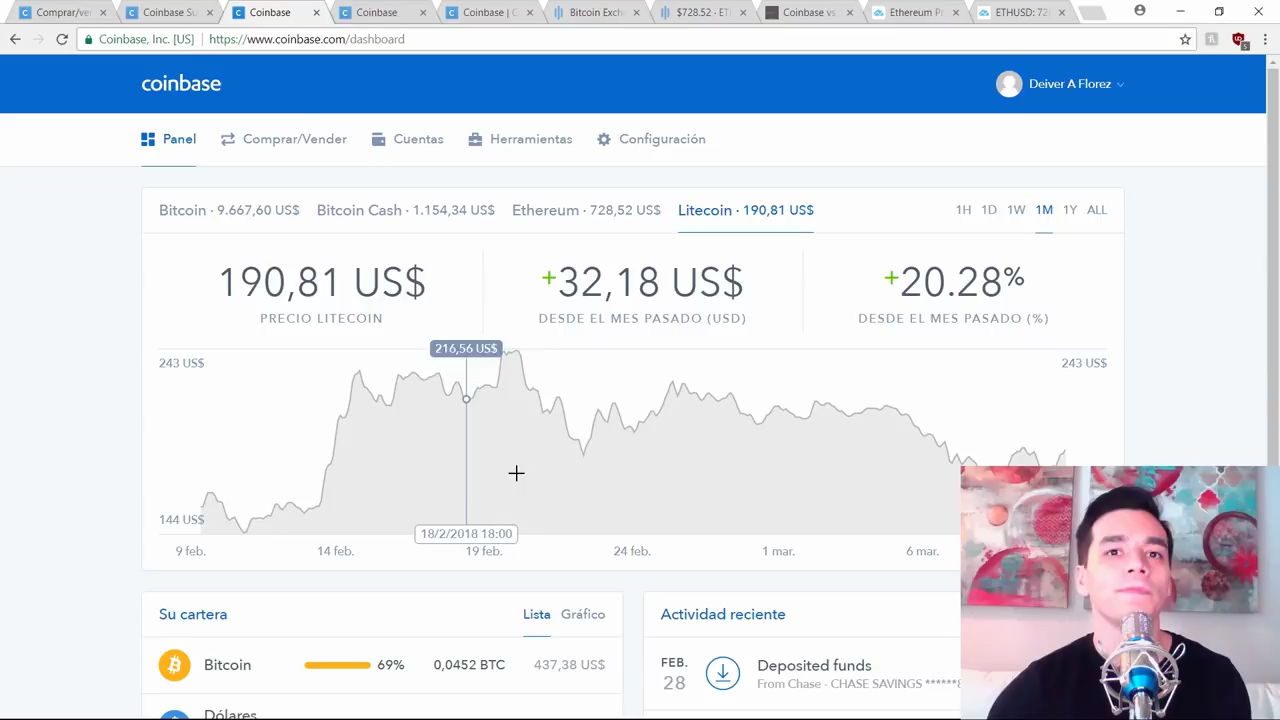 Comprar/ver
Coinbase Su
Coinbase
Coinbase
Coinbase | C
Bitcoin Exch
$728.52 · ET
Coinbase vs.
Ethereum Pr
ETHUSD: 728
Coinbase, Inc. [US] https://www.coinbase.com/dashboard
coinbase
Deiver A Florez
Panel Comprar/Vender Cuentas Herramientas Configuración
Bitcoin · 9.667,60 US$ Bitcoin Cash · 1.154,34 US$ Ethereum · 728,52 US$ Litecoin · 190,81 US$ 1H 1D 1W 1M 1Y ALL
190,81 US$ +32,18 US$ +20.28%
PRECIO LITECOIN DESDE EL MES PASADO (USD) DESDE EL MES PASADO (%)
216,56 US$
243 US$ 243 US$
144 US$
18/2/2018 18:00
9 feb. 14 feb. 19 feb. 24 feb. 1 mar. 6 mar.
Su cartera Lista Gráfico
Bitcoin 69% 0,0452 BTC 437,38 US$
Dólares
Actividad reciente
FEB. 28
Deposited funds
From Chase - CHASE SAVINGS ******